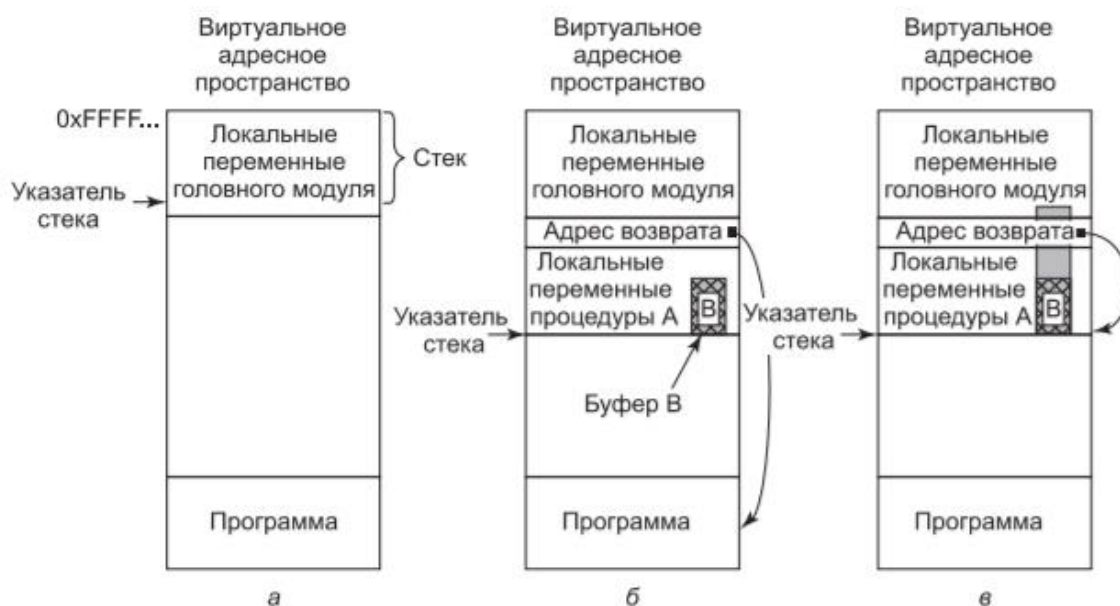 Виртуальное
адресное
пространство
0xFFFF...
Локальные
переменные
головного модуля
Стек
Указатель
стека
Программа
а
Виртуальное
адресное
пространство
Локальные
переменные
головного модуля
Адрес возврата
Локальные
переменные
процедуры А
В
Указатель
стека
Буфер В
Программа
б
Виртуальное
адресное
пространство
Локальные
переменные
головного модуля
Адрес возврата
Локальные
переменные
процедуры А
В
Указатель
стека
Программа
в